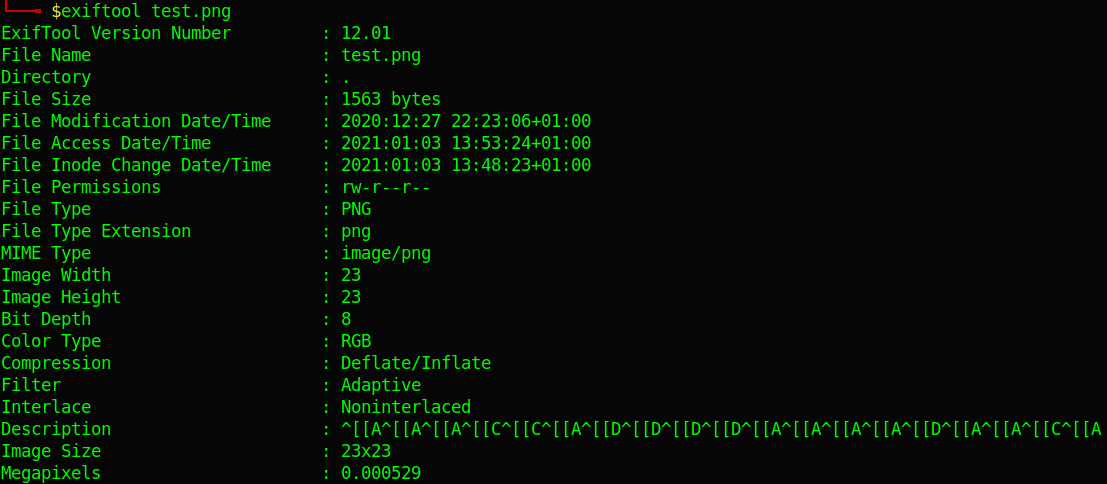 $exiftool test.png
ExifTool Version Number : 12.01
File Name : test.png
Directory : .
File Size : 1563 bytes
File Modification Date/Time : 2020:12:27 22:23:06+01:00
File Access Date/Time : 2021:01:03 13:53:24+01:00
File Inode Change Date/Time : 2021:01:03 13:48:23+01:00
File Permissions : rw-r--r--
File Type : PNG
File Type Extension : png
MIME Type : image/png
Image Width : 23
Image Height : 23
Bit Depth : 8
Color Type : RGB
Compression : Deflate/Inflate
Filter : Adaptive
Interlace : Noninterlaced
Description : ^[[A^[[A^[[A^[[C^[[C^[[A^[[D^[[D^[[D^[[D^[[A^[[A^[[A^[[A^[[D^[[A^[[A^[[C^[[A
Image Size : 23x23
Megapixels : 0.000529